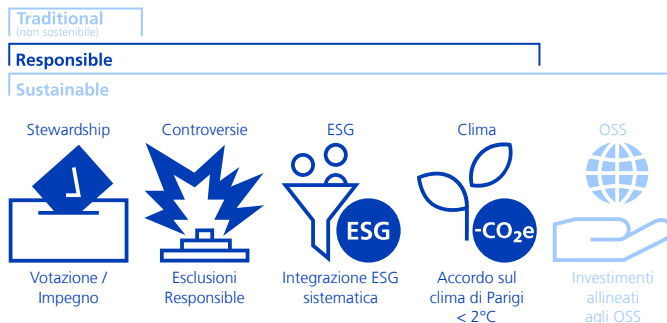 Traditional
(non sostenibile)
Responsible
Sustainable
Stewardship
Controversie
ESG
Clima
OSS
ESG
-CO₂e
Votazione /
Impegno
Esclusioni
Responsible
Integrazione ESG
sistematica
Accordo sul
clima di Parigi
< 2°C
Investimenti
allineati
agli OSS